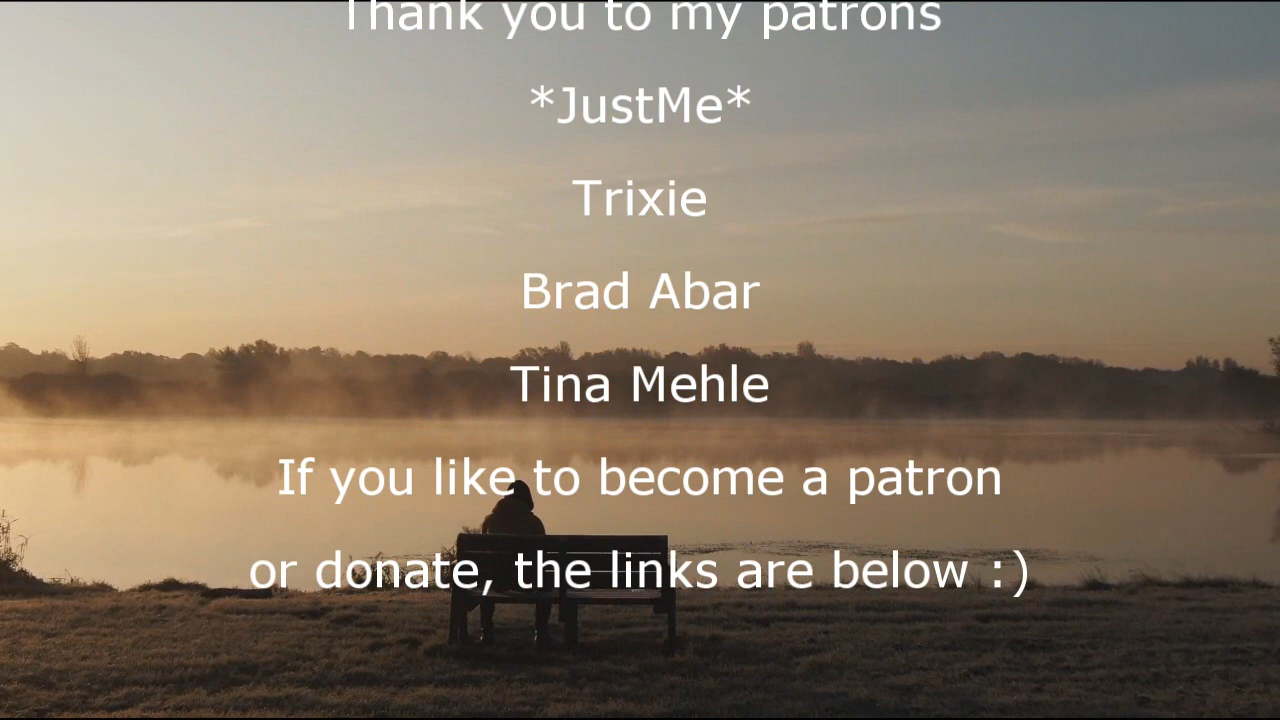 Thank you to my patrons
*JustMe*
Trixie
Brad Abar
Tina Mehle
If you like to become a patron
or donate, the links are below :)